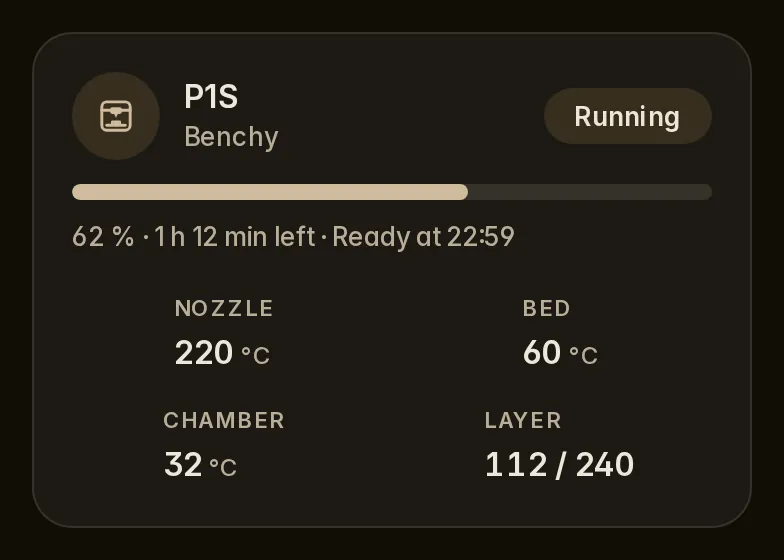 P1S
Benchy
Running
62 % · 1 h 12 min left · Ready at 22:59
NOZZLE
BED
220 °C
60 °C
CHAMBER
LAYER
32 °C
112 / 240